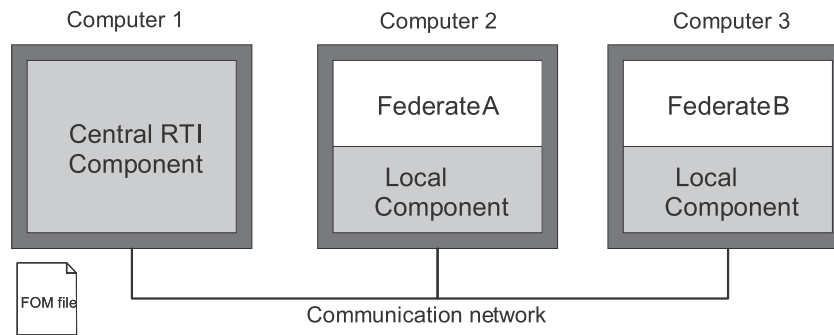 Computer 1
Computer 2
Computer 3
Central RTI
Component
FederateA
Local
Component
FederateB
Local
Component
FOM file
Communication network